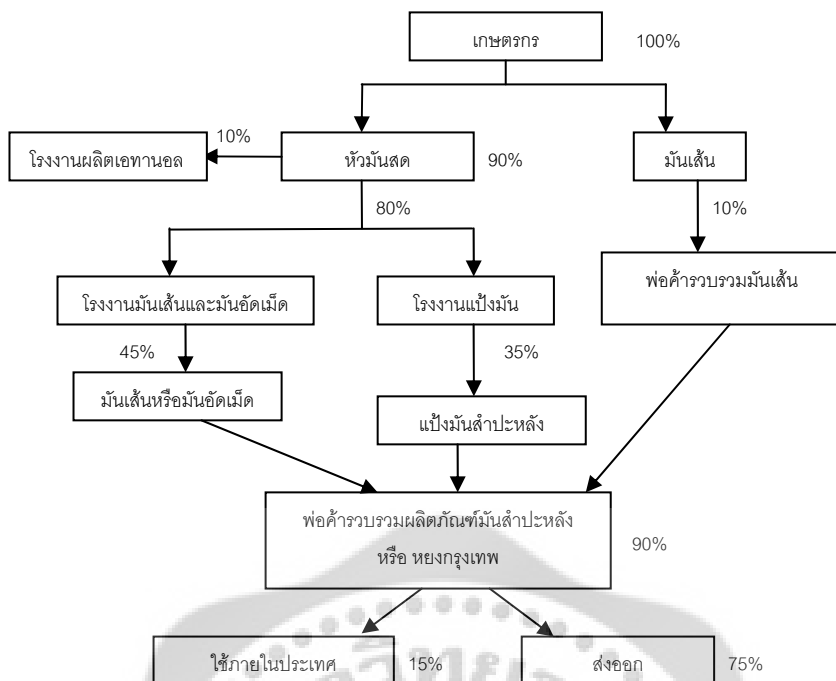 เกษตรกร 100%
10%
โรงงานผลิตเอทานอล หัวมันสด 90% มันเส้น
80% 10%
โรงงานมันเส้นและมันอัดเม็ด โรงงานแป้งมัน พ่อค้ารวบรวมมันเส้น
45% 35%
มันเส้นหรือมันอัดเม็ด
แป้งมันสำปะหลัง
พ่อค้ารวบรวมผลิตภัณฑ์มันสำปะหลัง
หรือ หยงกรุงเทพ 90%
ใช้ภายในประเทศ 15% ส่งออก 75%